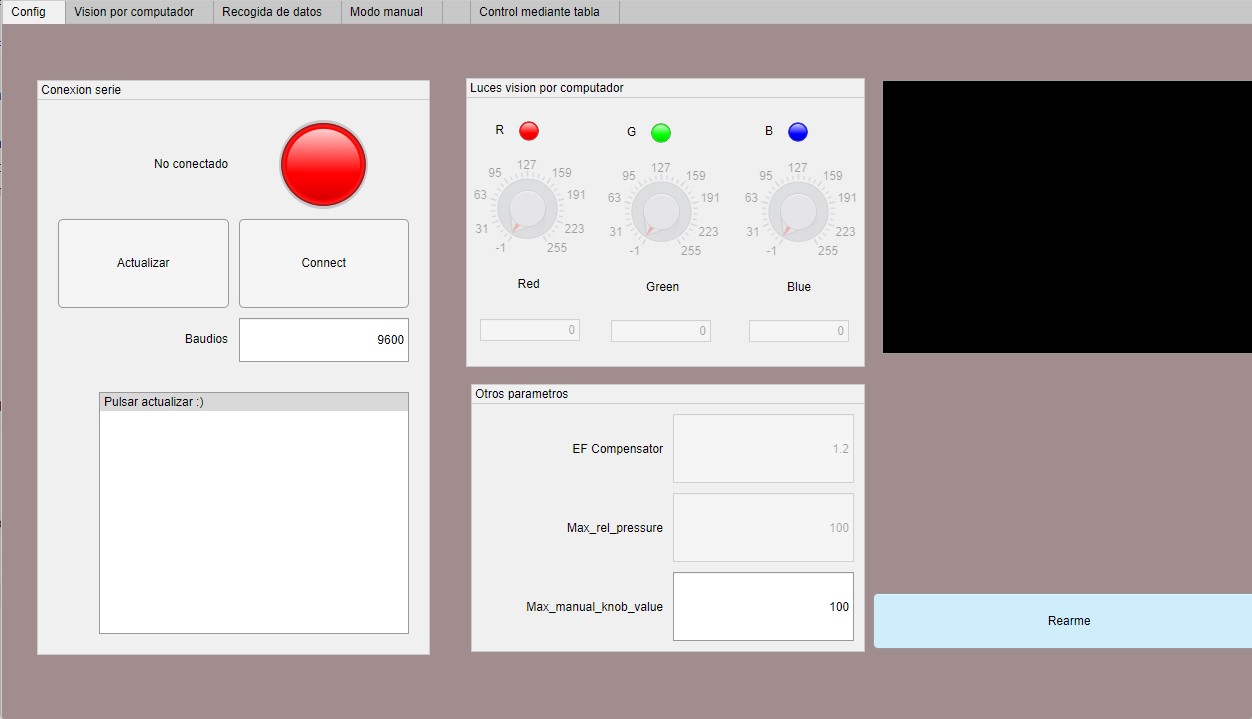 Config
Vision por computador
Recogida de datos
Modo manual
Control mediante tabla
Conexion serie
No conectado
Actualizar
Connect
Baudios
9600
Pulsar actualizar :)
Luces vision por computador
R
G
B
-1 31 63 95 127 159 191 223 255
-1 31 63 95 127 159 191 223 255
-1 31 63 95 127 159 191 223 255
Red
Green
Blue
0
0
0
Otros parametros
EF Compensator
1.2
Max_rel_pressure
100
Max_manual_knob_value
100
Rearme